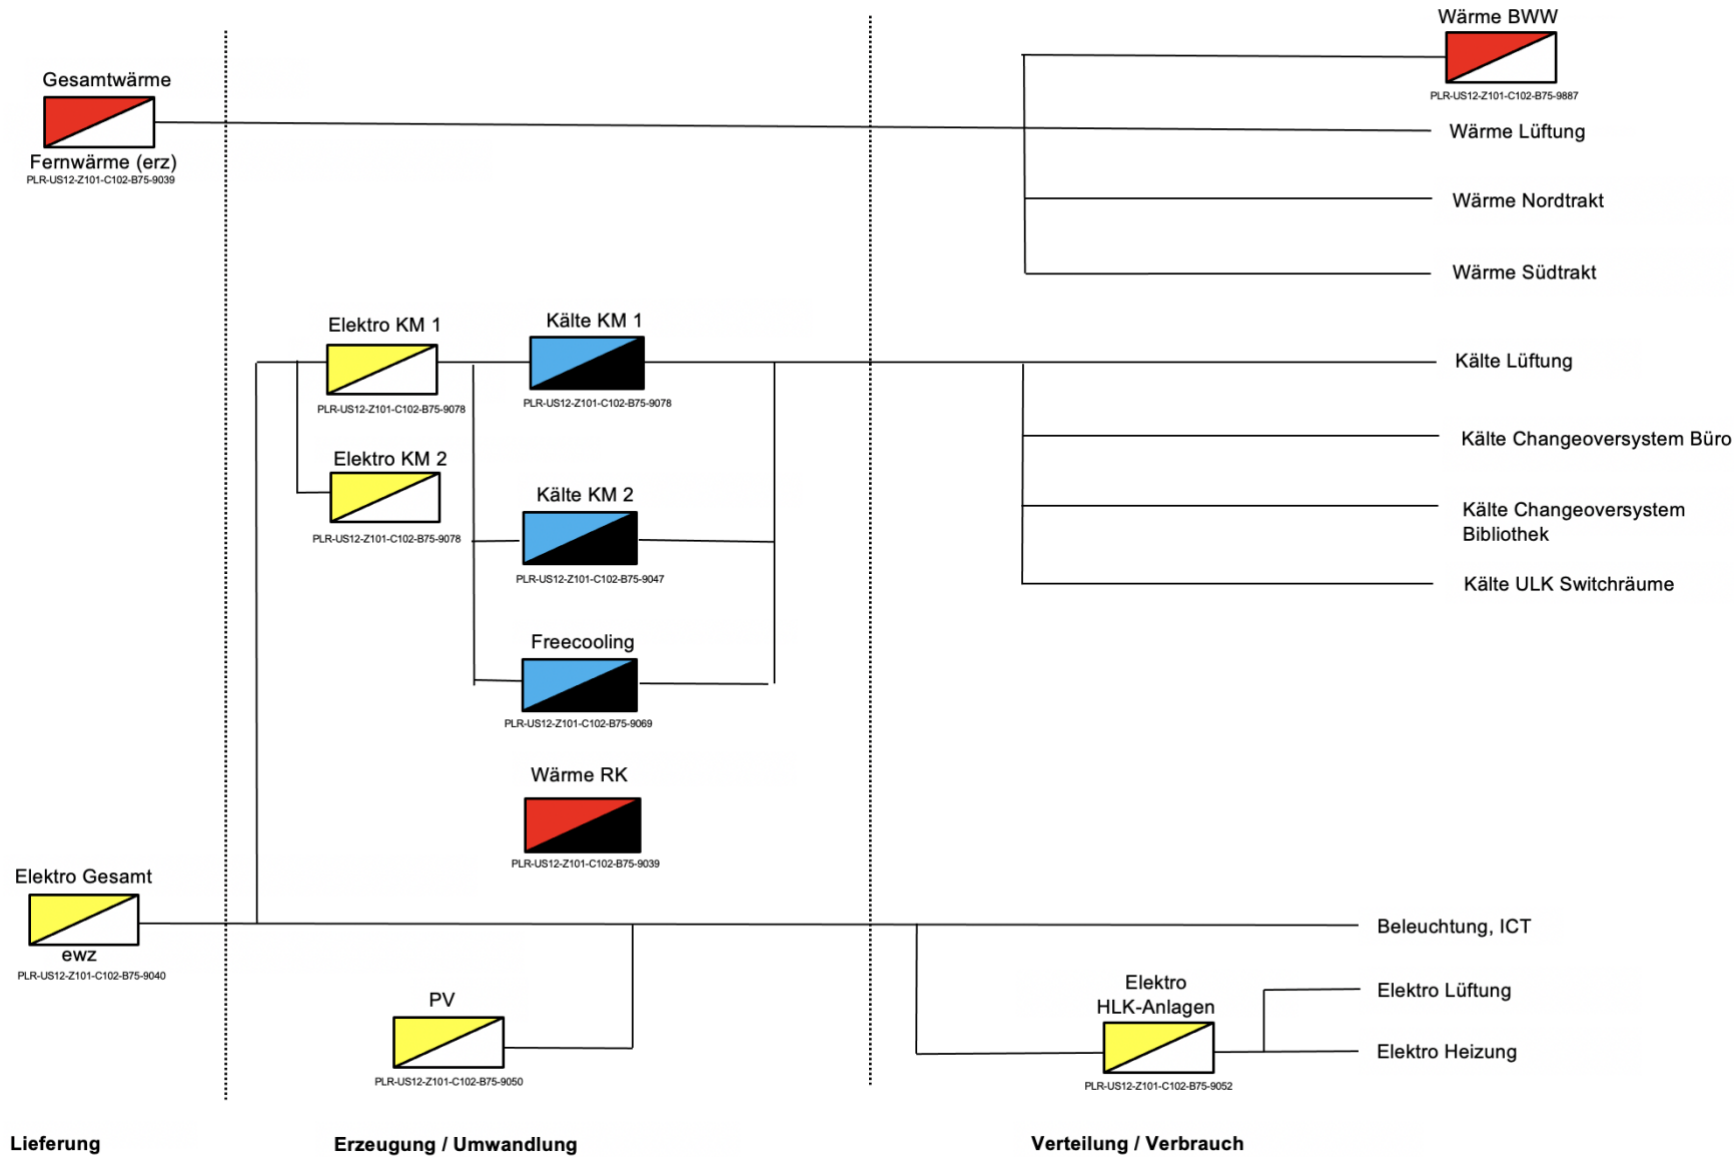 Wärme BWW
PLR-US12-Z101-C102-B75-9887
Gesamtwärme
Fernwärme (erz)
PLR-US12-Z101-C102-B75-9039
Wärme Lüftung
Wärme Nordtrakt
Wärme Südtrakt
Elektro KM 1
PLR-US12-Z101-C102-B75-9078
Kälte KM 1
PLR-US12-Z101-C102-B75-9078
Kälte Lüftung
Elektro KM 2
PLR-US12-Z101-C102-B75-9078
Kälte KM 2
PLR-US12-Z101-C102-B75-9047
Kälte Changeoversystem Büro
Kälte Changeoversystem
Bibliothek
Kälte ULK Switchräume
Freecooling
PLR-US12-Z101-C102-B75-9069
Wärme RK
PLR-US12-Z101-C102-B75-9039
Elektro Gesamt
ewz
PLR-US12-Z101-C102-B75-9040
PV
PLR-US12-Z101-C102-B75-9050
Beleuchtung, ICT
Elektro
HLK-Anlagen
PLR-US12-Z101-C102-B75-9052
Elektro Lüftung
Elektro Heizung
Lieferung
Erzeugung / Umwandlung
Verteilung / Verbrauch